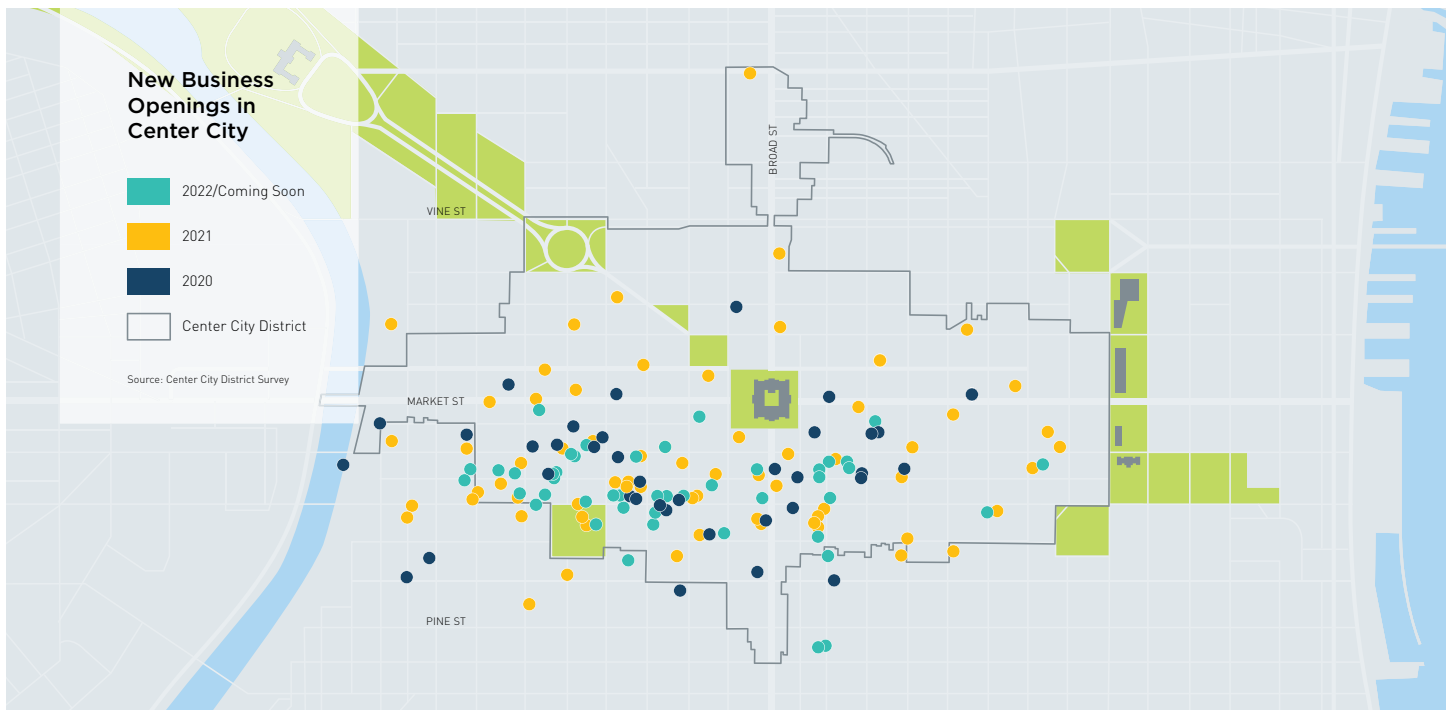 New Business
Openings in
Center City
2022/Coming Soon
2021
2020
Center City District
Source: Center City District Survey
BROAD ST
VINE ST
MARKET ST
PINE ST